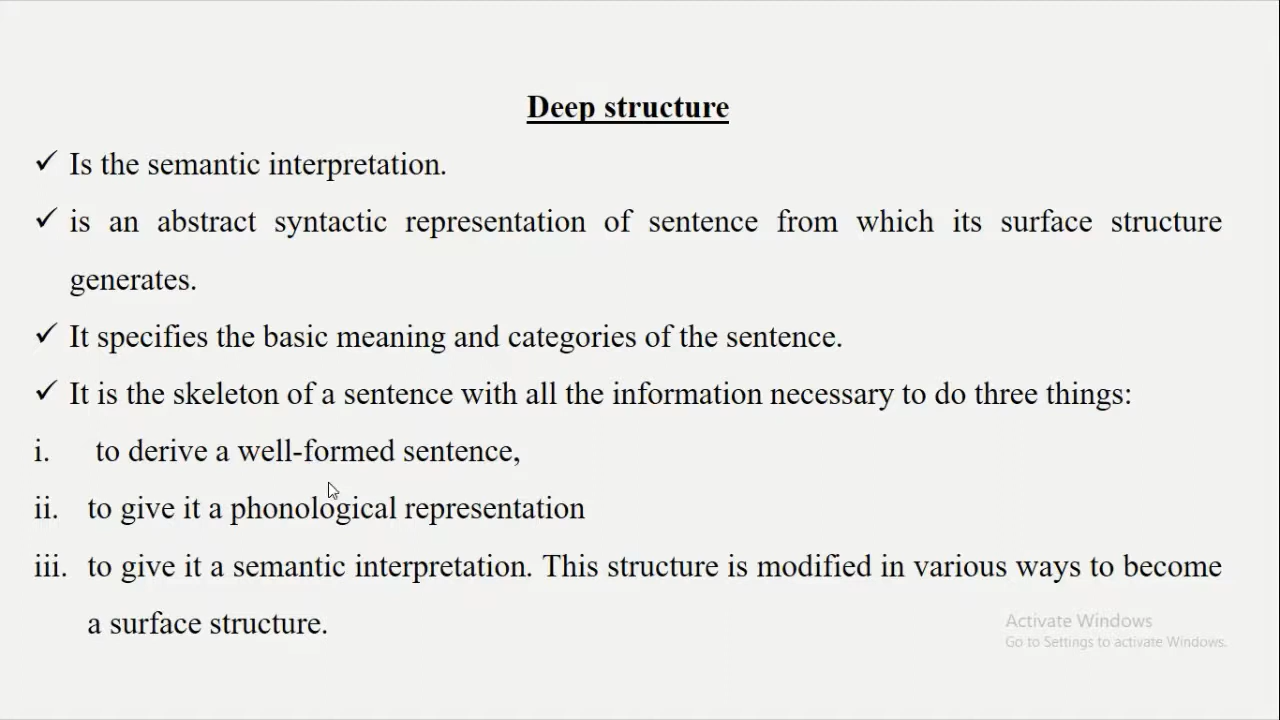 Deep structure
✓ Is the semantic interpretation.
✓ is an abstract syntactic representation of sentence from which its surface structure
generates.
✓ It specifies the basic meaning and categories of the sentence.
✓ It is the skeleton of a sentence with all the information necessary to do three things:
i. to derive a well-formed sentence,
ii. to give it a phonological representation
iii. to give it a semantic interpretation. This structure is modified in various ways to become
a surface structure.
Activate Windows
Go to Settings to activate Windows.